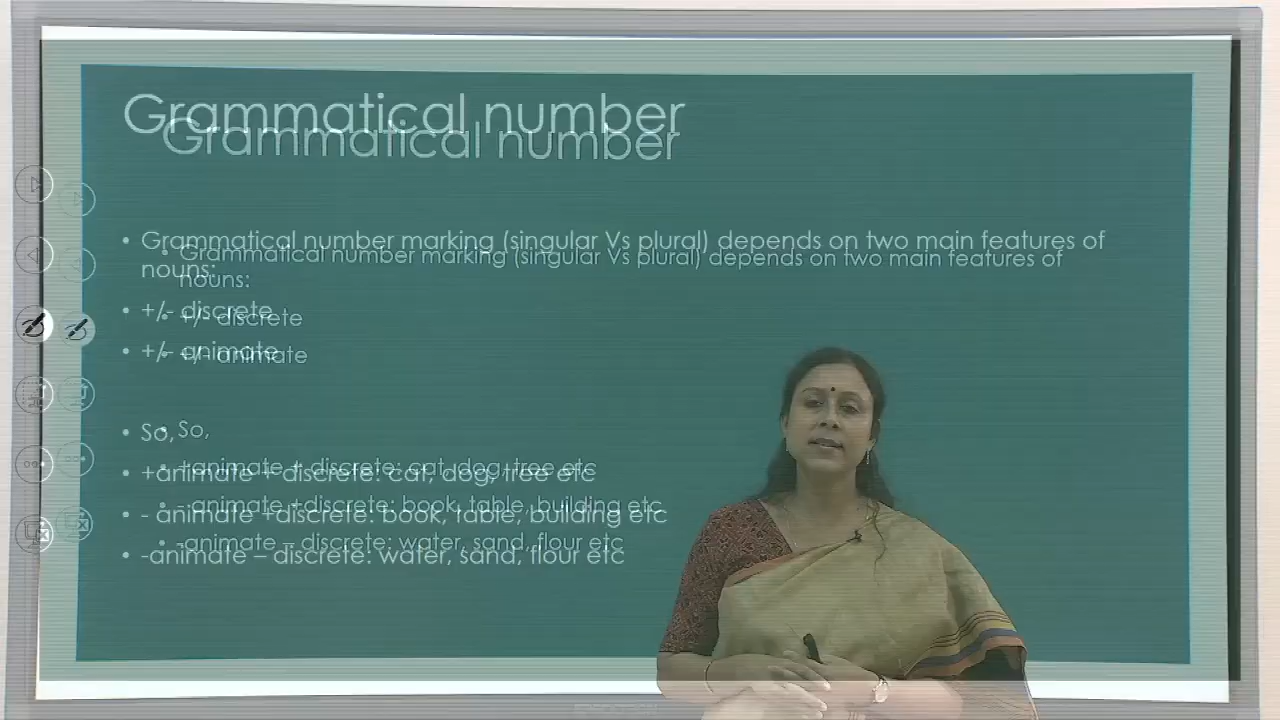 Grammatical number
• Grammatical number marking (singular Vs plural) depends on two main features of
nouns:
• +/- discrete
• +/- animate
• So,
• +animate + discrete: cat, dog, tree etc
• - animate +discrete: book, table, building etc
• -animate – discrete: water, sand, flour etc